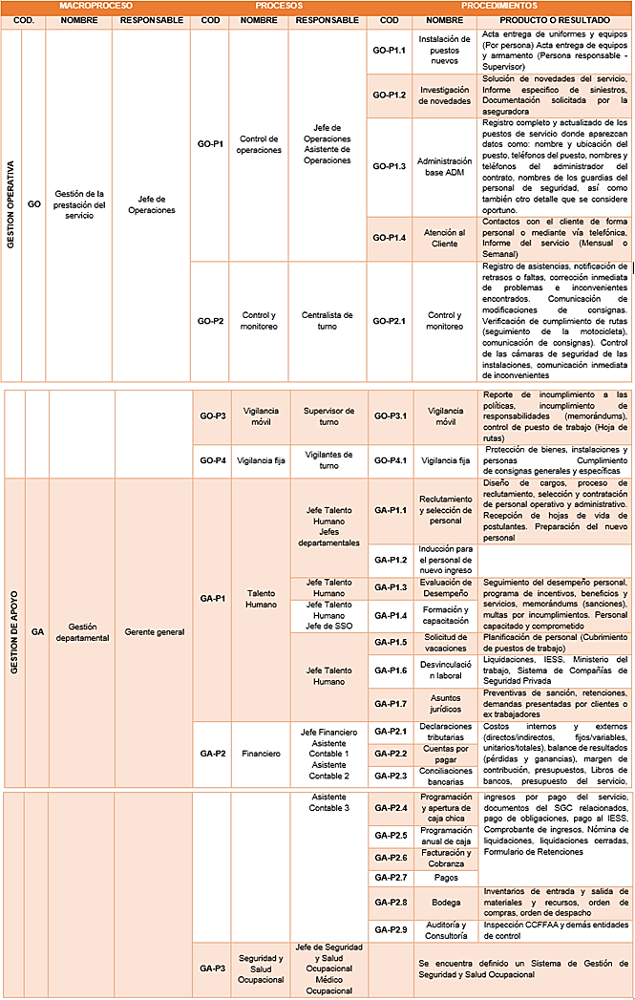 MACROPROCESO PROCESOS PROCEDIMIENTOS
COD. NOMBRE RESPONSABLE COD NOMBRE RESPONSABLE COD NOMBRE PRODUCTO O RESULTADO
GESTION OPERATIVA
GO
Gestión de la
prestación del
servicio
Jefe de
Operaciones
GO-P1
Control de
operaciones
Jefe de
Operaciones
Asistente de
Operaciones
GO-P1.1
Instalación de
puestos
nuevos
Acta entrega de uniformes y equipos
(Por persona) Acta entrega de equipos
y armamento (Persona responsable -
Supervisor)
GO-P1.2
Investigación
de novedades
Solución de novedades del servicio,
Informe especifico de siniestros,
Documentación solicitada por la
aseguradora
GO-P1.3
Administración
base ADM
Registro completo y actualizado de los
puestos de servicio donde aparezcan
datos como: nombre y ubicación del
puesto, teléfonos del puesto, nombres y
teléfonos del administrador del
contrato, nombres de los guardias del
personal de seguridad, así como
también otro detalle que se considere
oportuno.
GO-P1.4
Atención al
Cliente
Contactos con el cliente de forma
personal o mediante vía telefónica,
Informe del servicio (Mensual o
Semanal)
GO-P2
Control y
monitoreo
Centralista de
turno
GO-P2.1
Control y
monitoreo
Registro de asistencias, notificación de
retrasos o faltas, corrección inmediata
de problemas e inconvenientes
encontrados. Comunicación de
modificaciones de consignas.
Verificación de cumplimiento de rutas
(seguimiento de la motocicleta),
comunicación de consignas). Control
de las cámaras de seguridad de las
instalaciones, comunicación inmediata
de inconvenientes
GO-P3
Vigilancia
móvil
Supervisor de
turno
GO-P3.1
Vigilancia
móvil
Reporte de incumplimiento a las
políticas, incumplimiento de
responsabilidades (memorándums),
control de puesto de trabajo (Hoja de
rutas)
GO-P4
Vigilancia fija
Vigilantes de
turno
GO-P4.1
Vigilancia fija
Protección de bienes, instalaciones y
personas Cumplimiento
de consignas generales y específicas
GESTION DE APOYO
GA
Gestión
departamental
Gerente general
GA-P1
Talento
Humano
Jefe Talento
Humano
Jefes
departamentales
GA-P1.1
Reclutamiento
y selección de
personal
Diseño de cargos, proceso de
reclutamiento, selección y contratación
de personal operativo y administrativo.
Recepción de hojas de vida de
postulantes. Preparación del nuevo
personal
GA-P1.2
Inducción para
el personal de
nuevo ingreso
Jefe Talento
Humano
GA-P1.3
Evaluación de
Desempeño
Seguimiento del desempeño personal,
programa de incentivos, beneficios y
servicios, memorándums (sanciones),
multas por incumplimientos. Personal
capacitado y comprometido
Jefe Talento
Humano
Jefe de SSO
GA-P1.4
Formación y
capacitación
Jefe Talento
Humano
GA-P1.5
Solicitud de
vacaciones
Planificación de personal (Cubrimiento
de puestos de trabajo)
GA-P1.6
Desvinculació
n laboral
Liquidaciones, IESS, Ministerio del
trabajo, Sistema de Compañías de
Seguridad Privada
GA-P1.7
Asuntos
jurídicos
Preventivas de sanción, retenciones,
demandas presentadas por clientes o
ex trabajadores
GA-P2
Financiero
Jefe Financiero
Asistente
Contable 1
Asistente
Contable 2
GA-P2.1
Declaraciones
tributarias
GA-P2.2
Cuentas por
pagar
GA-P2.3
Conciliaciones
bancarias
Costos internos y externos
(directos/indirectos, fijos/variables,
unitarios/totales), balance de resultados
(pérdidas y ganancias), margen de
contribución, presupuestos, Libros de
bancos, presupuesto del servicio,
Asistente
Contable 3
GA-P2.4
Programación
y apertura de
caja chica
GA-P2.5
Programación
anual de caja
GA-P2.6
Facturación y
Cobranza
GA-P2.7
Pagos
ingresos por pago del servicio,
documentos del SGC relacionados,
pago de obligaciones, pago al IESS,
Comprobante de ingresos, Nómina de
liquidaciones, liquidaciones cerradas,
Formulario de Retenciones
GA-P2.8
Bodega
Inventarios de entrada y salida de
materiales y recursos, orden de
compras, orden de despacho
GA-P2.9
Auditoría y
Consultoría
Inspección CCFFAA y demás entidades
de control
GA-P3
Seguridad y
Salud
Ocupacional
Jefe de Seguridad
y Salud
Ocupacional
Médico
Ocupacional
Se encuentra definido un Sistema de Gestión de
Seguridad y Salud Ocupacional